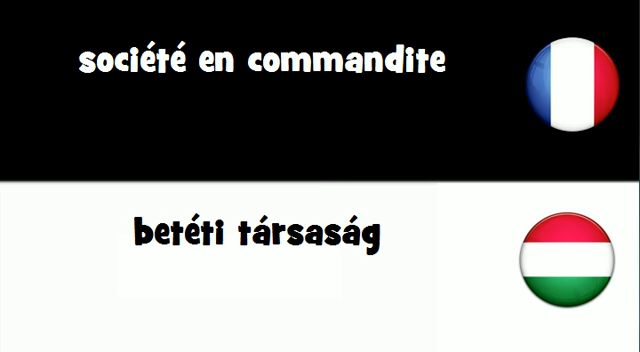 société en commandite
betéti társaság